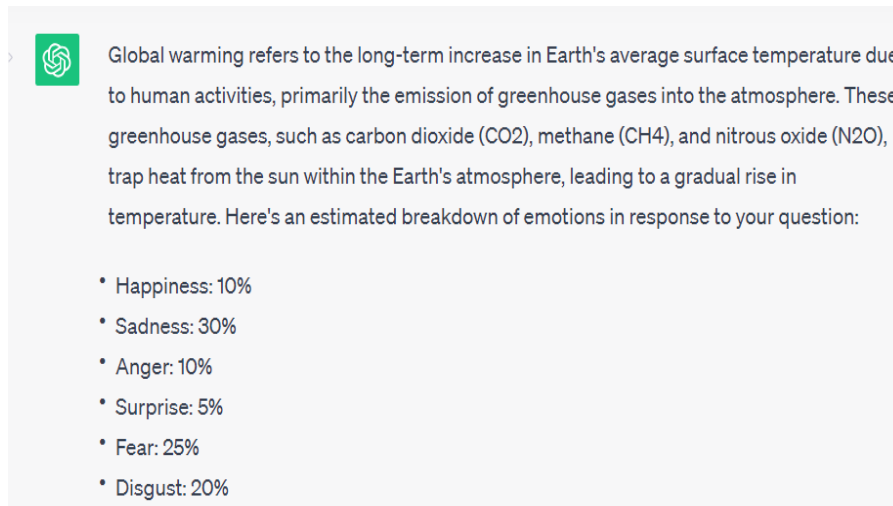 Global warming refers to the long-term increase in Earth's average surface temperature due
to human activities, primarily the emission of greenhouse gases into the atmosphere. These
greenhouse gases, such as carbon dioxide (CO2), methane (CH4), and nitrous oxide (N2O),
trap heat from the sun within the Earth's atmosphere, leading to a gradual rise in
temperature. Here's an estimated breakdown of emotions in response to your question:
• Happiness: 10%
• Sadness: 30%
• Anger: 10%
• Surprise: 5%
• Fear: 25%
• Disgust: 20%